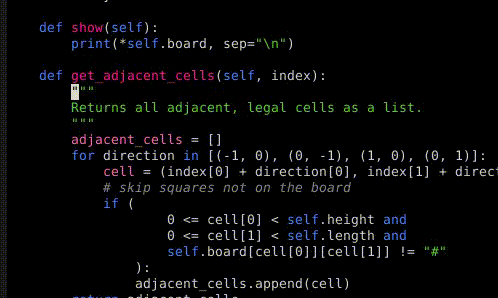 def show(self):
print(*self.board, sep="\n")
def get_adjacent_cells(self, index):
"""
Returns all adjacent, legal cells as a list.
"""
adjacent_cells = []
for direction in [(-1, 0), (0, -1), (1, 0), (0, 1)]:
cell = (index[0] + direction[0], index[1] + direct
# skip squares not on the board
if (
0 <= cell[0] < self.height and
0 <= cell[1] < self.length and
self.board[cell[0]][cell[1]] != "#"
):
adjacent_cells.append(cell)
return adjacent_cells